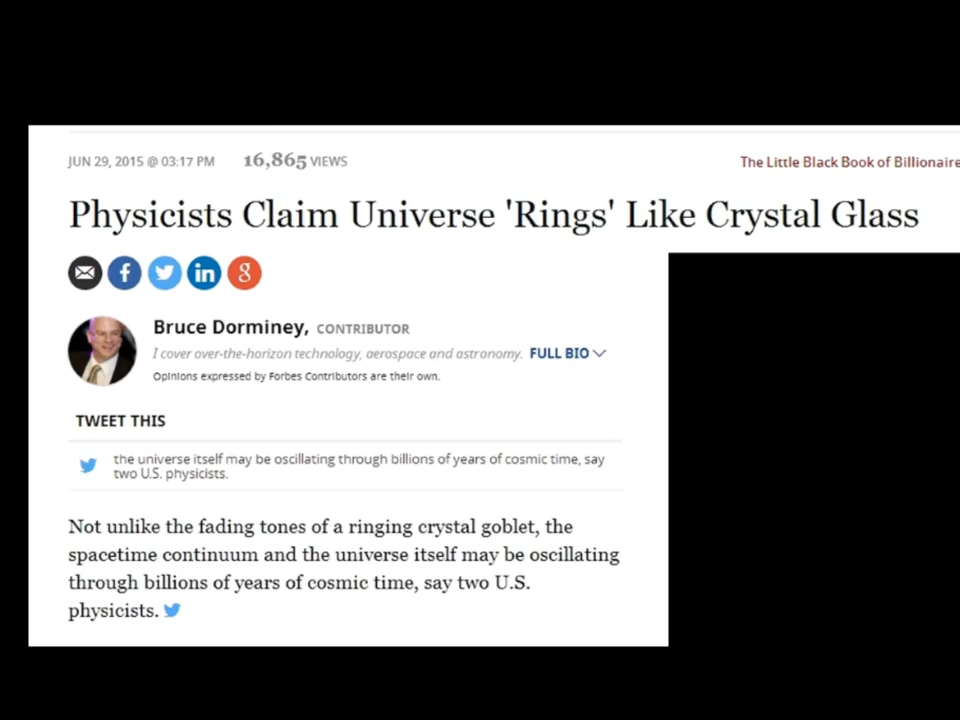 JUN 29, 2015 @ 03:17 PM 16,865 VIEWS The Little Black Book of Billionaire
Physicists Claim Universe 'Rings' Like Crystal Glass
f in 8
Bruce Dorminey, CONTRIBUTOR
I cover over-the-horizon technology, aerospace and astronomy. FULL BIO
Opinions expressed by Forbes Contributors are their own.
TWEET THIS
the universe itself may be oscillating through billions of years of cosmic time, say
two U.S. physicists.
Not unlike the fading tones of a ringing crystal goblet, the
spacetime continuum and the universe itself may be oscillating
through billions of years of cosmic time, say two U.S.
physicists.